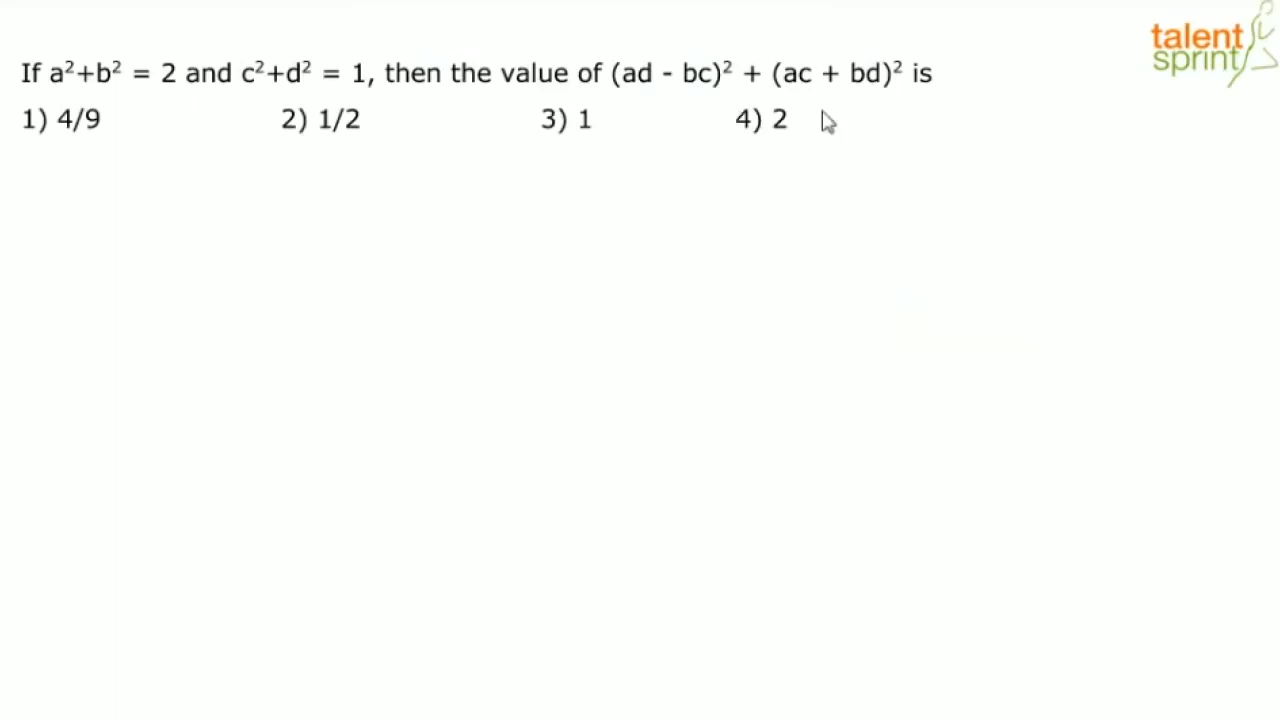 talent
sprint
If a²+b² = 2 and c²+d² = 1, then the value of (ad - bc)² + (ac + bd)² is
1) 4/9 2) 1/2 3) 1 4) 2